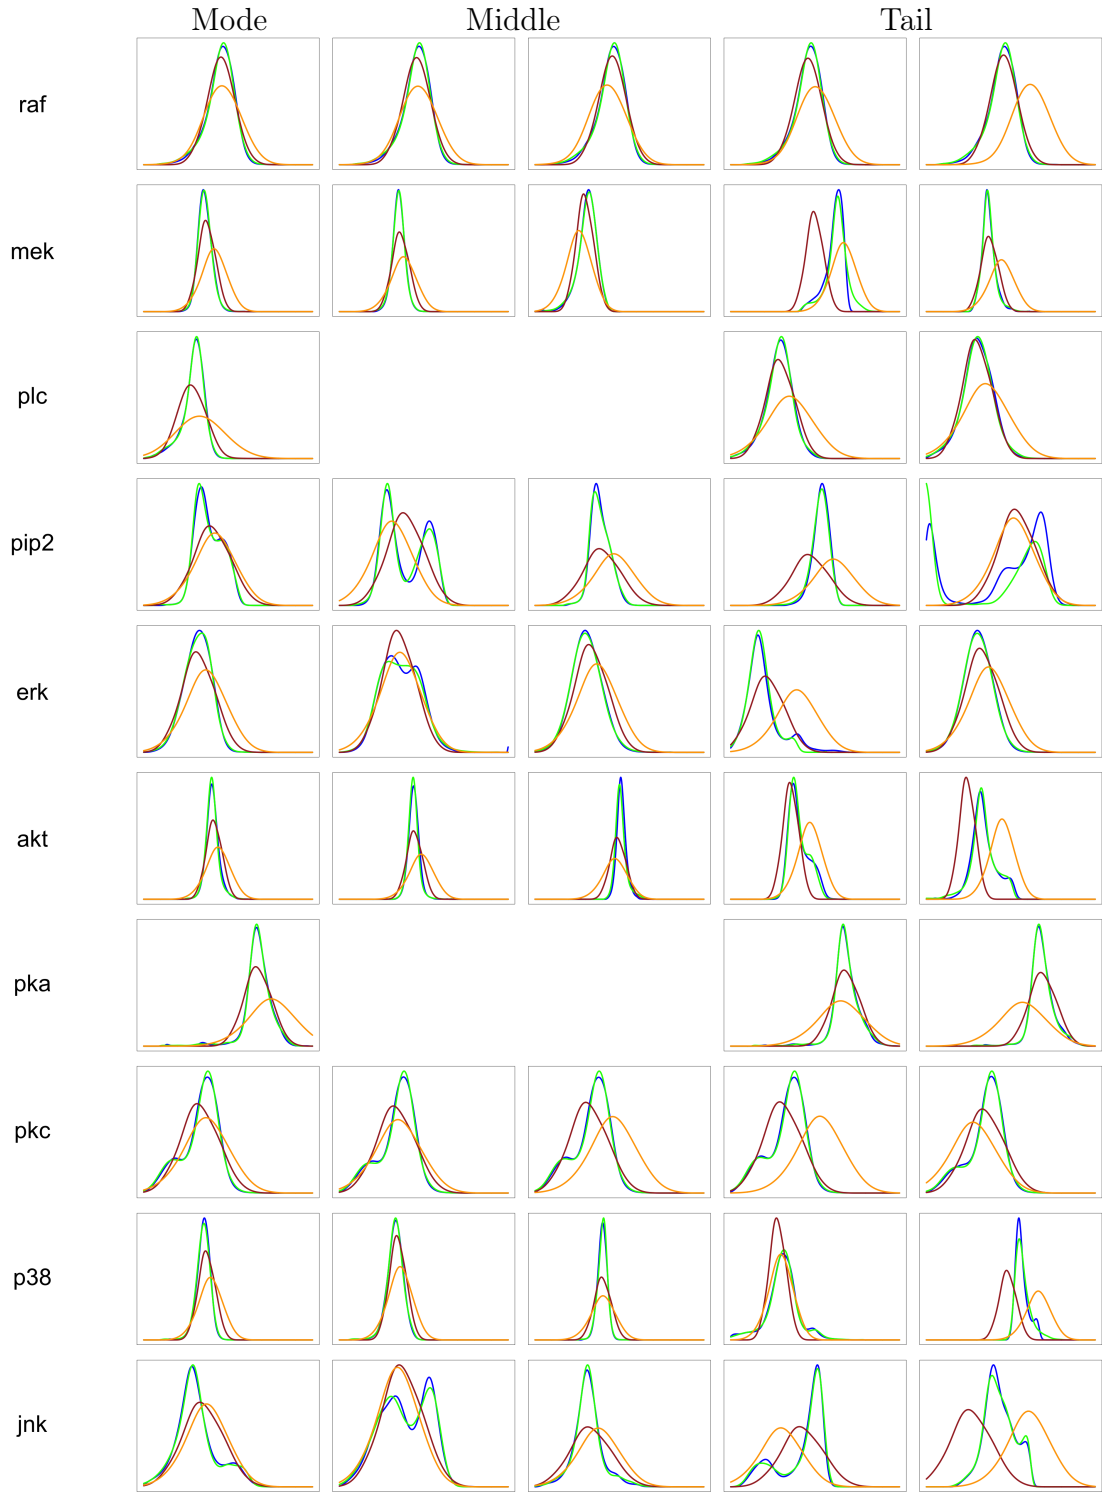 Mode Middle Tail
raf
mek
plc
pip2
erk
akt
pka
pkc
p38
jnk